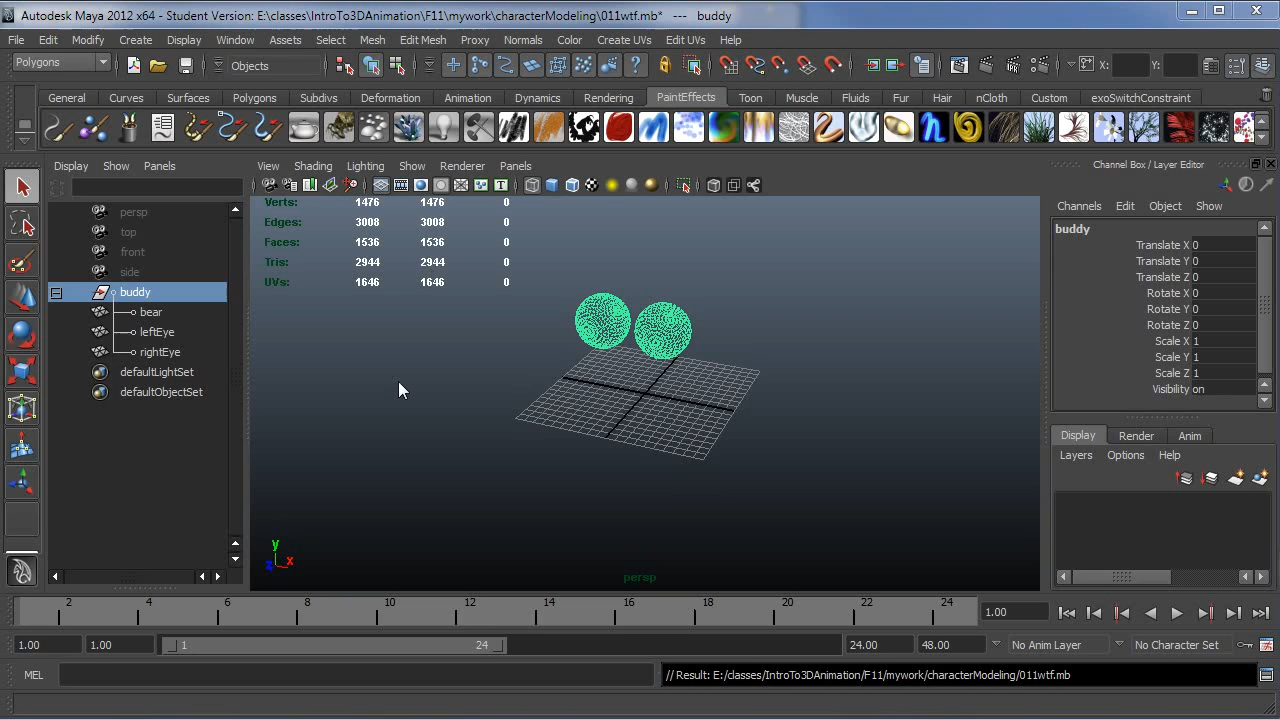 Autodesk Maya 2012 x64 - Student Version: E:\classes\IntroTo3DAnimation\F11\mywork\characterModeling\011wtf.mb* --- buddy
File Edit Modify Create Display Window Assets Select Mesh Edit Mesh Proxy Normals Color Create UVs Edit UVs Help
Polygons Objects X: Y:
General Curves Surfaces Polygons Subdivs Deformation Animation Dynamics Rendering PaintEffects Toon Muscle Fluids Fur Hair nCloth Custom exoSwitchConstraint
Display Show Panels
View Shading Lighting Show Renderer Panels
Channel Box / Layer Editor
persp
top
front
side
buddy
bear
leftEye
rightEye
defaultLightSet
defaultObjectSet
Verts: 1476 1476 0
Edges: 3008 3008 0
Faces: 1536 1536 0
Tris: 2944 2944 0
UVs: 1646 1646 0
y
x
z
persp
Channels Edit Object Show
buddy
Translate X 0
Translate Y 0
Translate Z 0
Rotate X 0
Rotate Y 0
Rotate Z 0
Scale X 1
Scale Y 1
Scale Z 1
Visibility on
Display Render Anim
Layers Options Help
2 4 6 8 10 12 14 16 18 20 22 24 1.00
1.00 1.00 1 24 24.00 48.00 No Anim Layer No Character Set
MEL // Result: E:/classes/IntroTo3DAnimation/F11/mywork/characterModeling/011wtf.mb